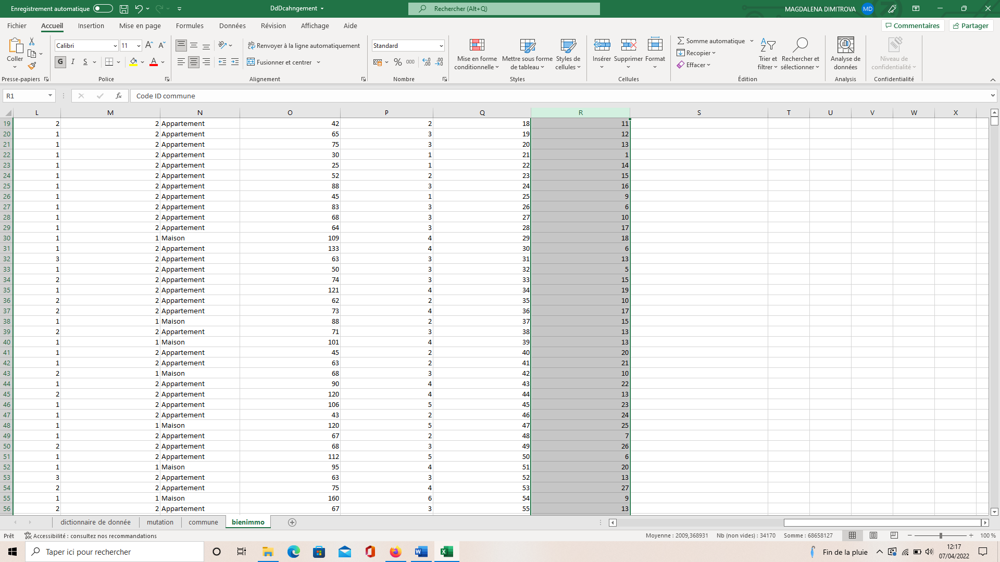 Enregistrement automatique
DdDcahngement
Rechercher (Alt+Q)
MAGDALENA DIMITROVA MD
Fichier Accueil Insertion Mise en page Formules Données Révision Affichage Aide
Commentaires Partager
Coller
Presse-papiers
Calibri 11
G I S
Police
Renvoyer à la ligne automatiquement
Fusionner et centrer
Alignement
Standard
% 000
Nombre
Mise en forme conditionnelle
Mettre sous forme de tableau
Styles de cellules
Styles
Insérer Supprimer Format
Cellules
Somme automatique
Recopier
Effacer
Trier et filtrer
Rechercher et sélectionner
Édition
Analyse de données
Analysis
Niveau de confidentialité
Confidentialité
R1 fx Code ID commune
L M N O P Q R S T U V W X
19 2 2 Appartement 42 2 18 11
20 1 2 Appartement 65 3 19 12
21 1 2 Appartement 75 3 20 13
22 1 2 Appartement 30 1 21 1
23 1 2 Appartement 25 1 22 14
24 1 2 Appartement 52 2 23 15
25 1 2 Appartement 88 3 24 16
26 1 2 Appartement 45 1 25 9
27 1 2 Appartement 83 3 26 6
28 1 2 Appartement 68 3 27 10
29 1 2 Appartement 64 3 28 17
30 1 1 Maison 109 4 29 18
31 1 2 Appartement 133 4 30 6
32 3 2 Appartement 63 3 31 13
33 1 2 Appartement 50 3 32 5
34 2 2 Appartement 74 3 33 15
35 1 2 Appartement 121 4 34 19
36 2 2 Appartement 62 2 35 10
37 2 2 Appartement 73 4 36 17
38 1 1 Maison 88 2 37 15
39 2 2 Appartement 71 3 38 13
40 1 1 Maison 101 4 39 13
41 1 2 Appartement 45 2 40 20
42 1 2 Appartement 63 2 41 21
43 2 1 Maison 68 3 42 10
44 1 2 Appartement 90 4 43 22
45 2 2 Appartement 120 4 44 13
46 1 2 Appartement 106 5 45 23
47 1 2 Appartement 43 2 46 24
48 1 1 Maison 120 5 47 25
49 1 2 Appartement 67 2 48 7
50 2 2 Appartement 68 3 49 26
51 1 2 Appartement 112 5 50 6
52 1 1 Maison 95 4 51 20
53 3 2 Appartement 63 3 52 13
54 2 2 Appartement 75 4 53 27
55 1 1 Maison 160 6 54 9
56 2 2 Appartement 67 3 55 13
dictionnaire de donnée mutation commune bienimmo
Prêt Accessibilité : consultez nos recommandations Moyenne : 2009,368931 Nb (non vides) : 34170 Somme : 68658127 100 %
Taper ici pour rechercher
Fin de la pluie
12:17
07/04/2022